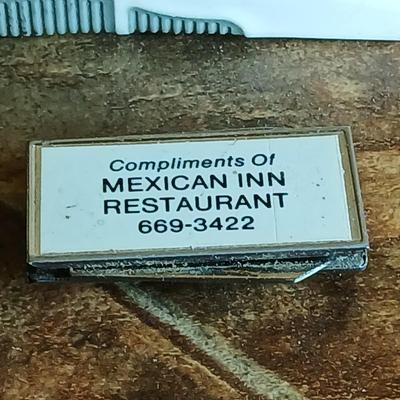 Compliments Of
MEXICAN INN
RESTAURANT
669-3422